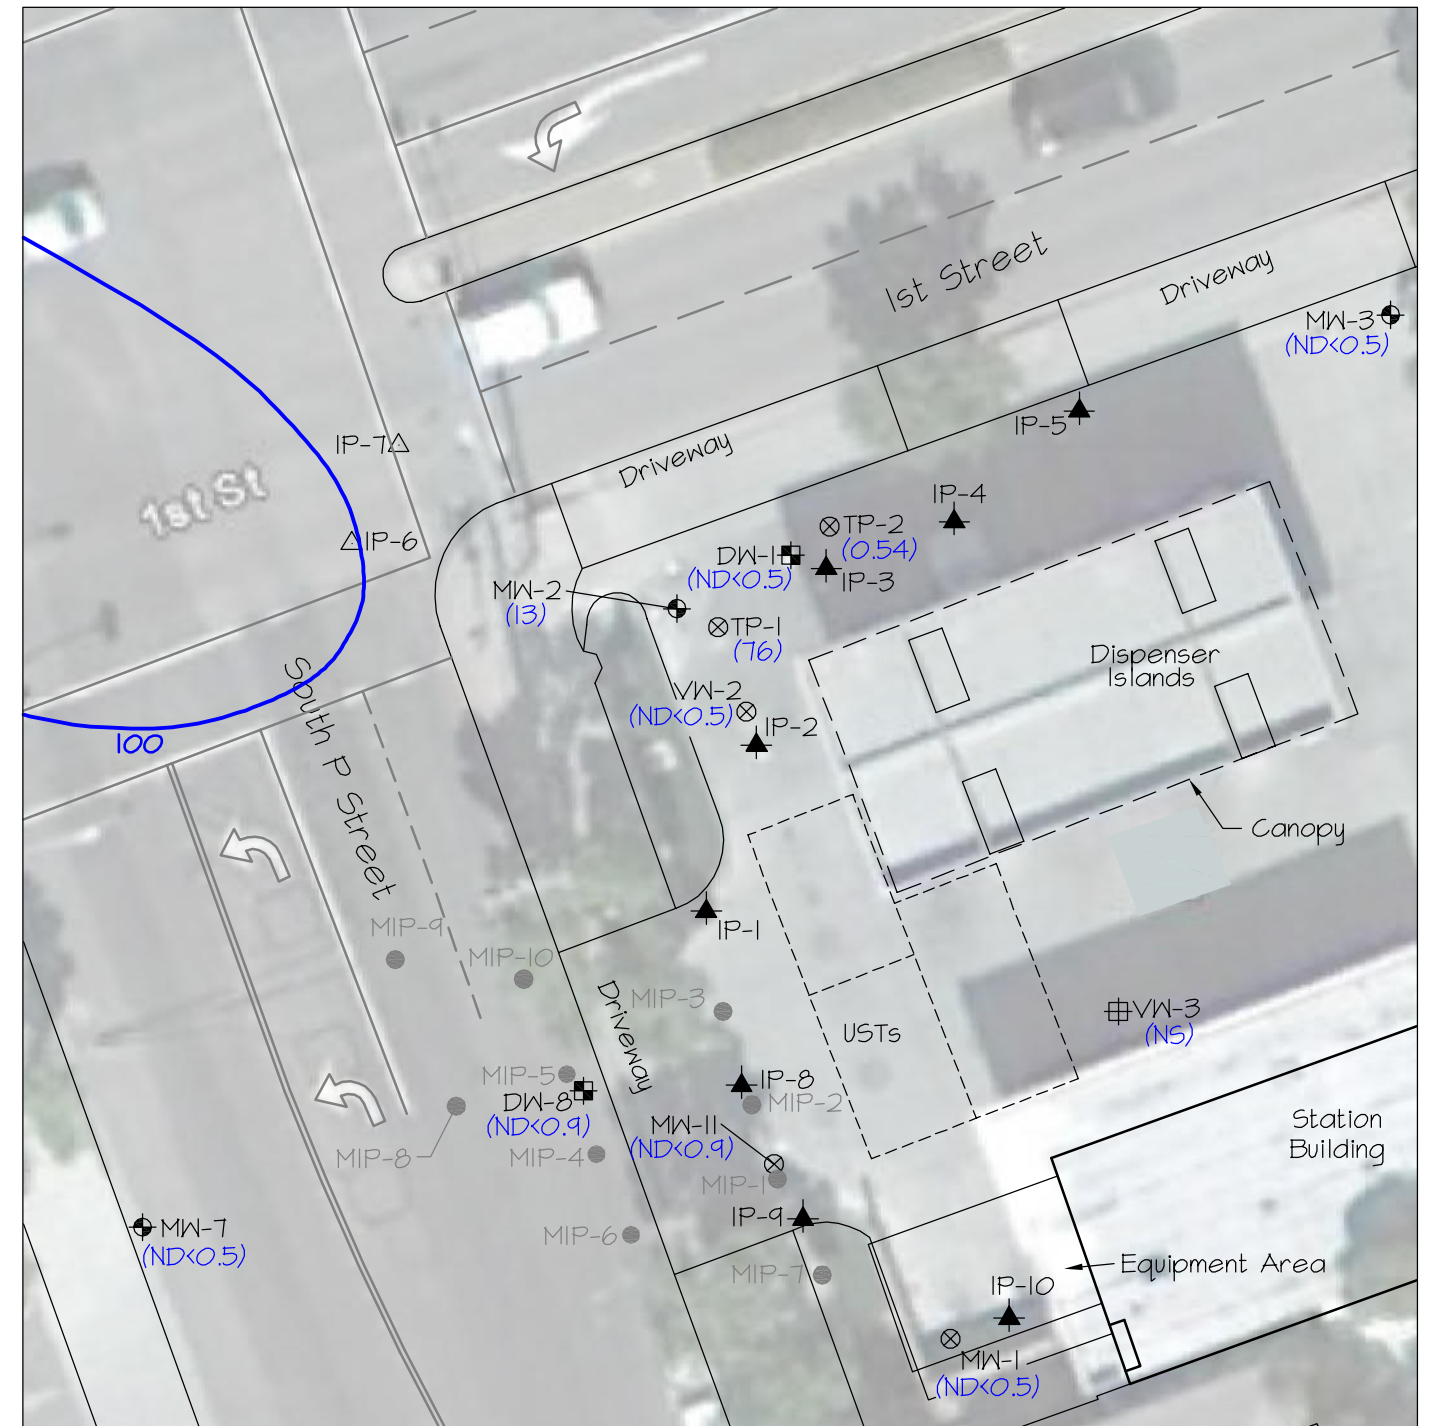 1st Street
Driveway
MW-3
(ND<0.5)
IP-5
IP-7
Driveway
1st St
IP-4
TP-2
(0.54)
IP-6
DW-1
(ND<0.5)
IP-3
MW-2
(13)
TP-1
(76)
Dispenser
Islands
VW-2
(ND<0.5)
IP-2
South P Street
100
Canopy
IP-1
MIP-9
MIP-10
MIP-3
Driveway
VW-3
(NS)
USTs
MIP-5
IP-8
DW-8
(ND<0.9)
MIP-2
MW-11
(ND<0.9)
Station
Building
MIP-8
MIP-4
MIP-1
IP-9
MW-7
(ND<0.5)
MIP-6
MIP-7
Equipment Area
IP-10
MW-1
(ND<0.5)